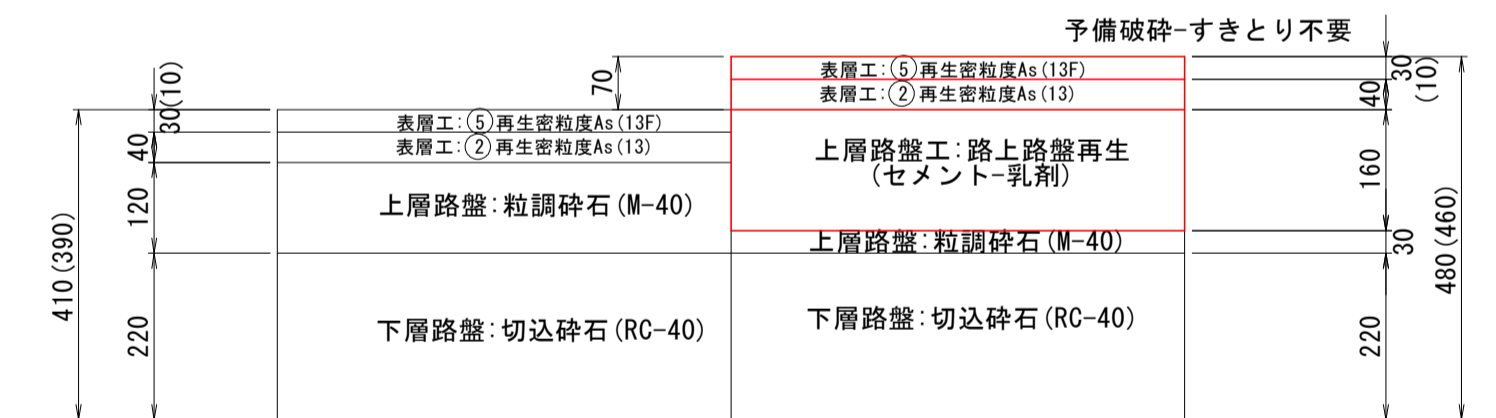 予備破砕-すきとり不要
30(10)
40
120
220
410(390)
表層工:⑤再生密粒度As(13F)
表層工:②再生密粒度As(13)
上層路盤:粒調砕石(M-40)
下層路盤:切込砕石(RC-40)
70
表層工:⑤再生密粒度As(13F)
表層工:②再生密粒度As(13)
上層路盤工:路上路盤再生
(セメント-乳剤)
上層路盤:粒調砕石(M-40)
下層路盤:切込砕石(RC-40)
30
(10)
40
160
30
220
480(460)